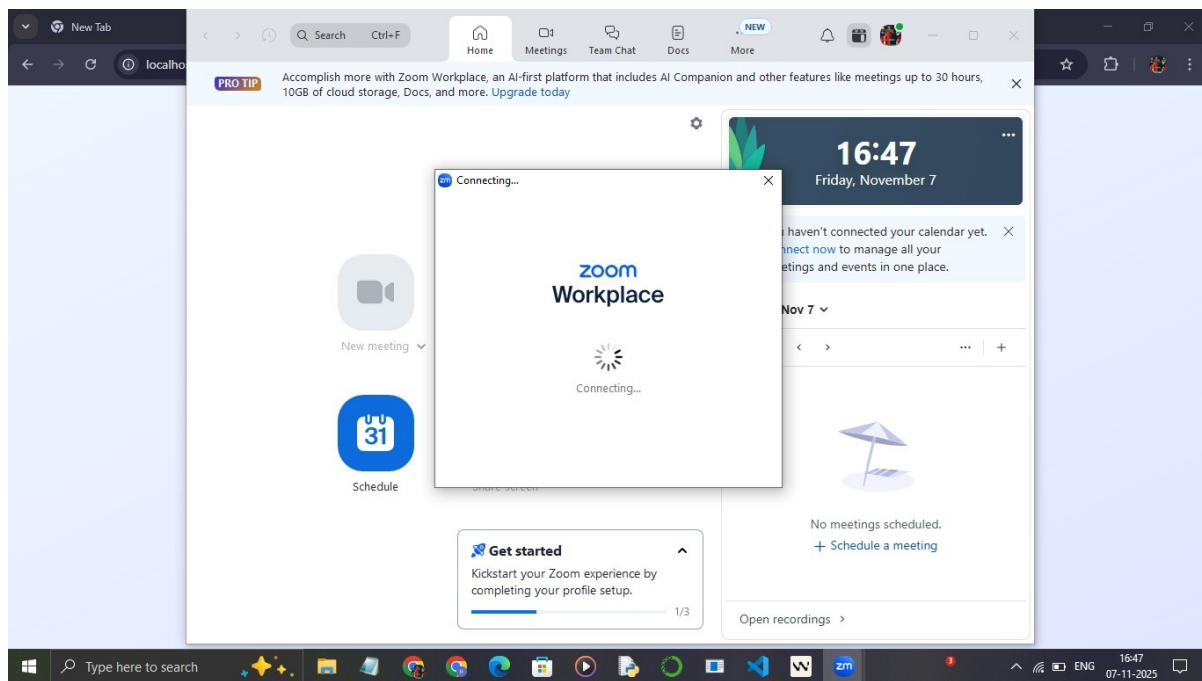 New Tab
localho
Search Ctrl+F
Home
Meetings
Team Chat
Docs
NEW
More
PRO TIP
Accomplish more with Zoom Workplace, an AI-first platform that includes AI Companion and other features like meetings up to 30 hours,
10GB of cloud storage, Docs, and more. Upgrade today
16:47
Friday, November 7
zm Connecting...
zoom
Workplace
Connecting...
haven't connected your calendar yet.
now to manage all your
and events in one place.
Nov 7
New meeting
31
Schedule
No meetings scheduled.
+ Schedule a meeting
Get started
Kickstart your Zoom experience by
completing your profile setup.
1/3
Open recordings
Type here to search
zm
3
ENG
16:47
07-11-2025